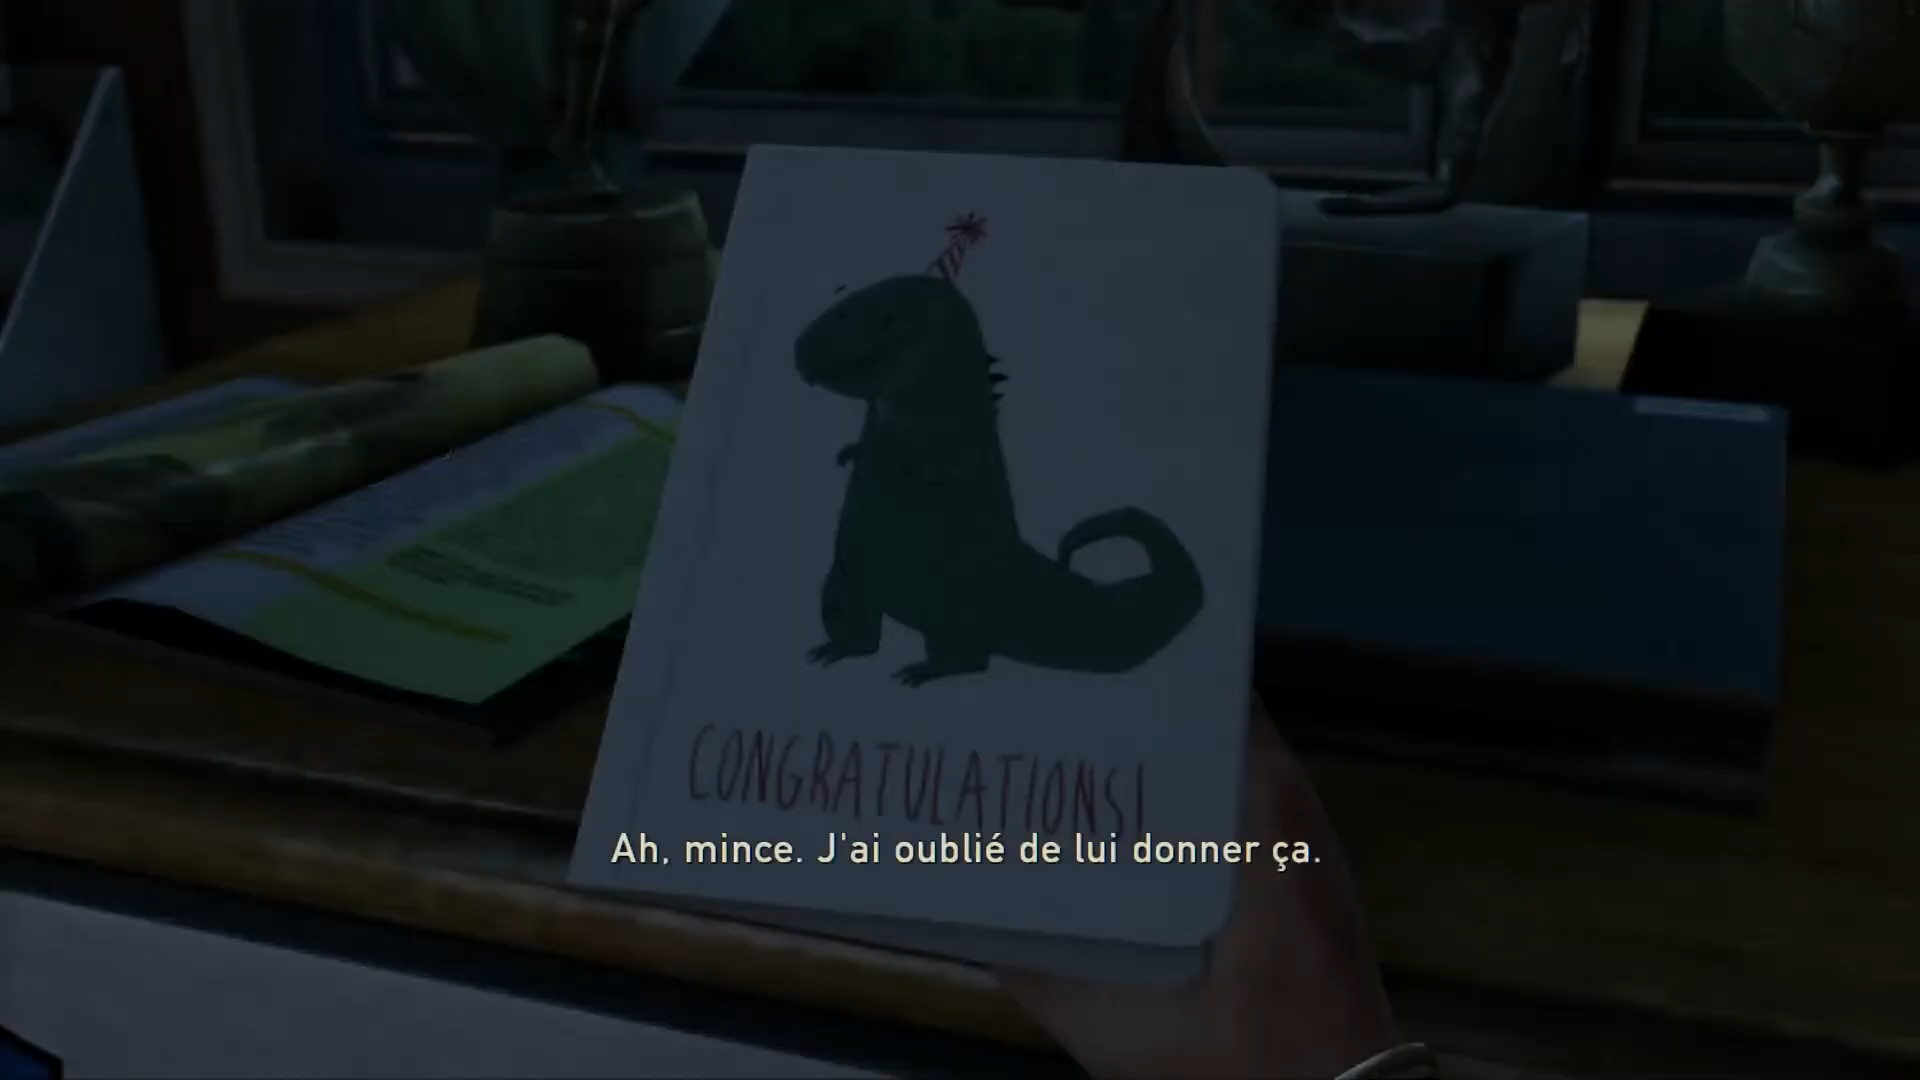 CONGRATULATIONS!
Ah, mince. J'ai oublié de lui donner ça.